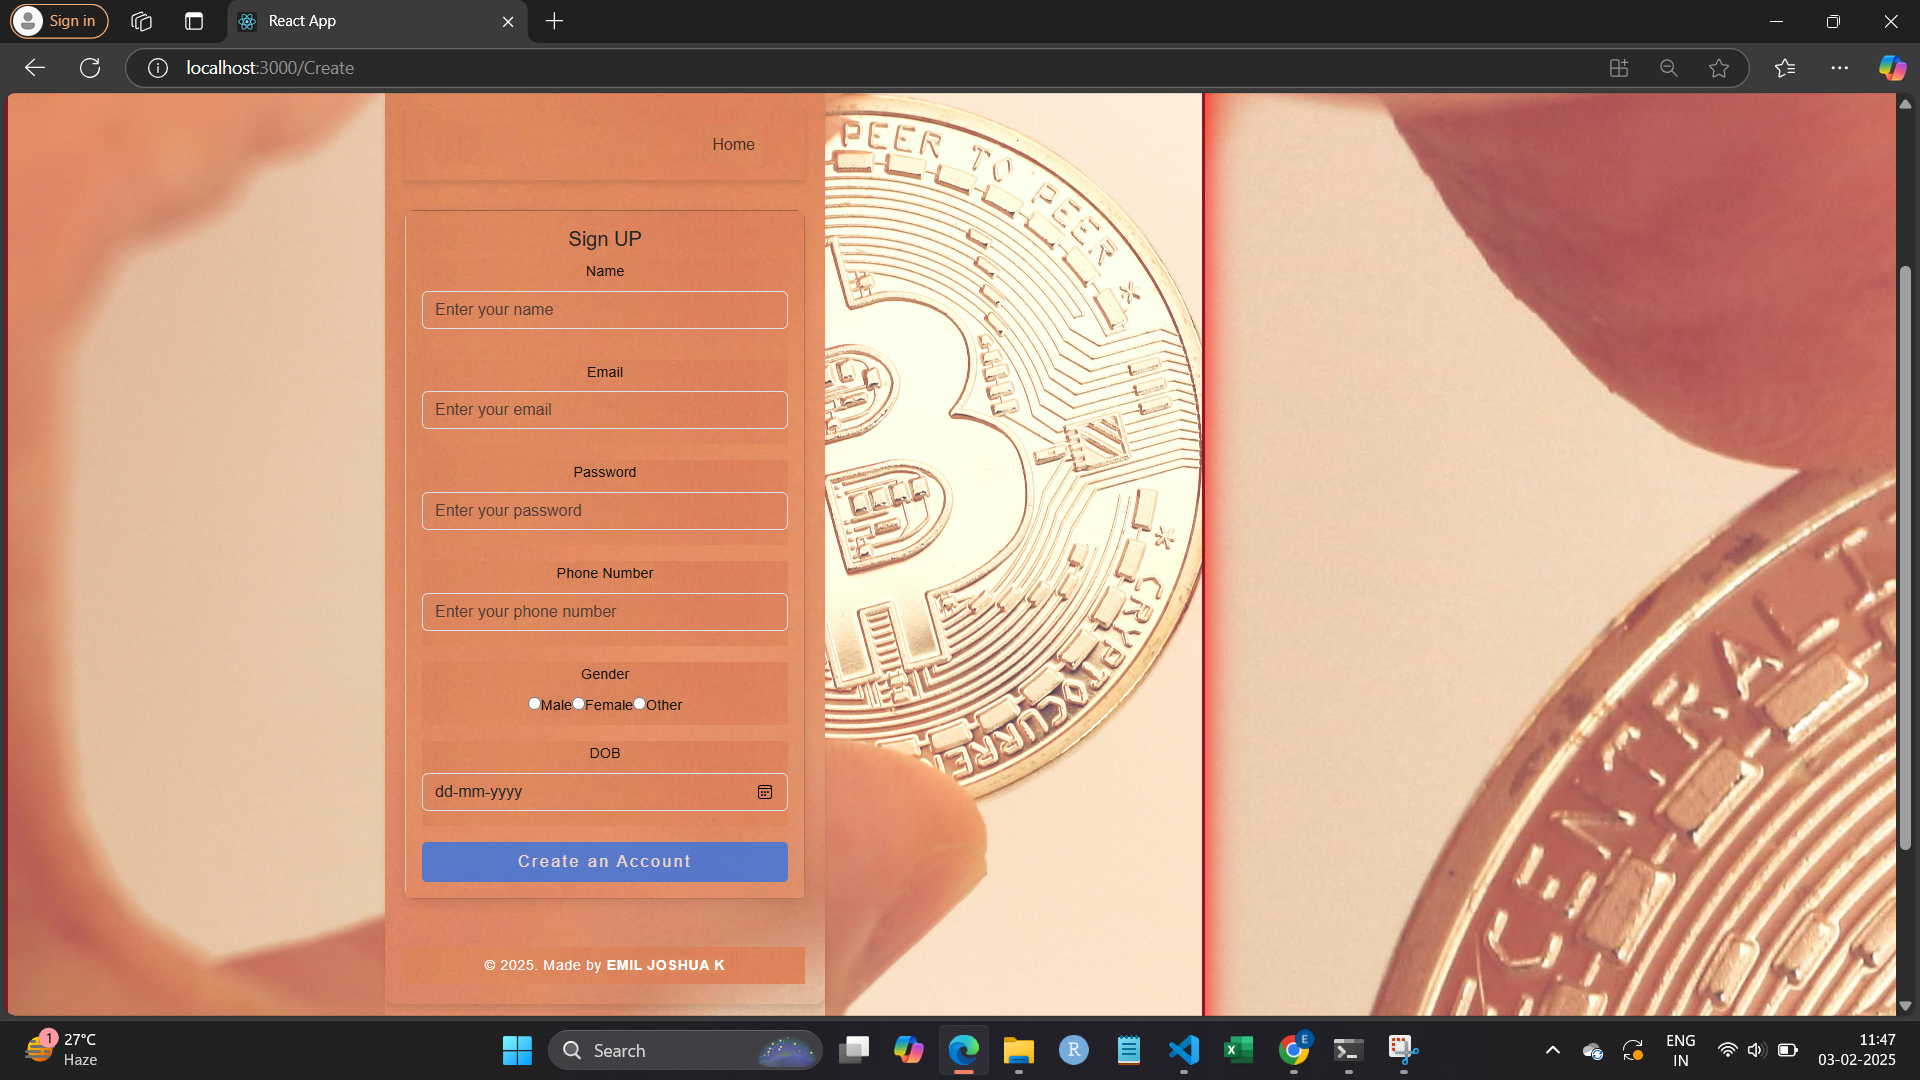 Sign in
React App
localhost:3000/Create
Home
Sign UP
Name
Enter your name
Email
Enter your email
Password
Enter your password
Phone Number
Enter your phone number
Gender
Male Female Other
DOB
dd-mm-yyyy
Create an Account
© 2025. Made by EMIL JOSHUA K
PEER TO PEER *
* CRYPTOCURRE
CENTRAL
1
27°C
Haze
Search
R
E
ENG
IN
11:47
03-02-2025